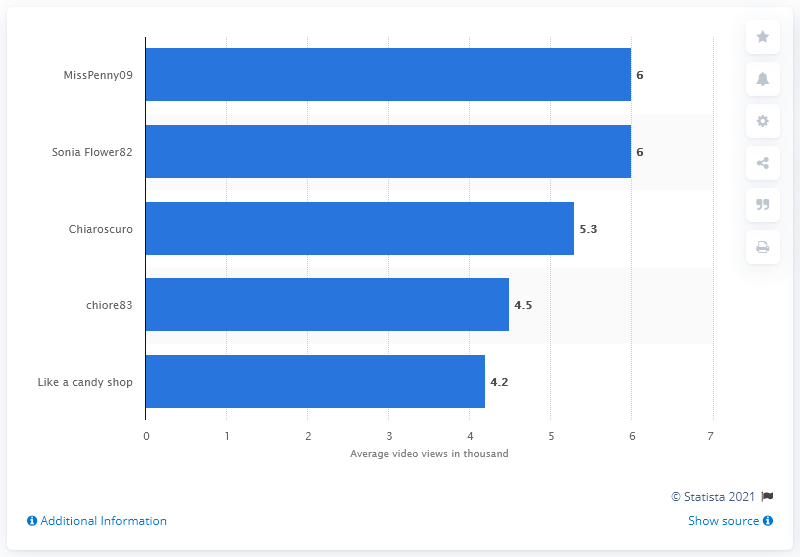 MissPenny09 6
Sonia Flower82 6
Chiaroscuro 5.3
chiore83 4.5
Like a candy shop 4.2
0 1 2 3 4 5 6 7
Average video views in thousand
© Statista 2021
Additional Information Show source